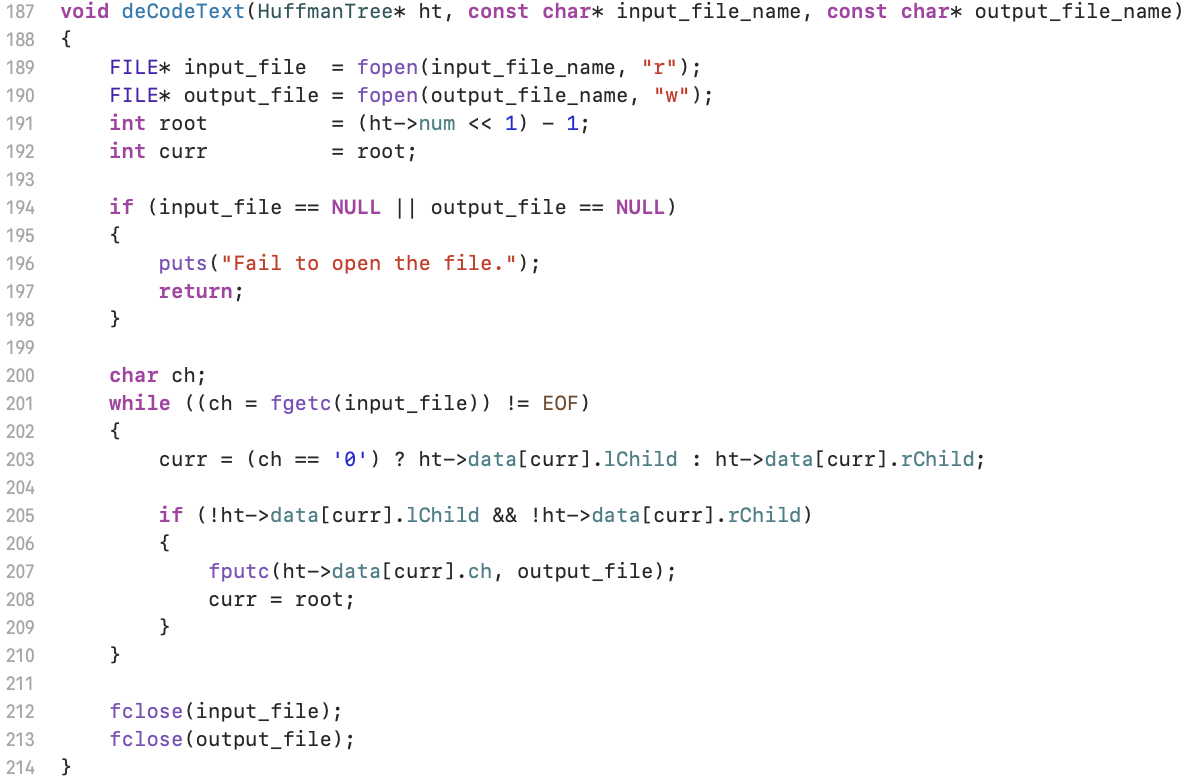 187 void deCodeText(HuffmanTree* ht, const char* input_file_name, const char* output_file_name)
188 {
189     FILE* input_file  = fopen(input_file_name, "r");
190     FILE* output_file = fopen(output_file_name, "w");
191     int root          = (ht->num << 1) - 1;
192     int curr          = root;
193
194     if (input_file == NULL || output_file == NULL)
195     {
196         puts("Fail to open the file.");
197         return;
198     }
199
200     char ch;
201     while ((ch = fgetc(input_file)) != EOF)
202     {
203         curr = (ch == '0') ? ht->data[curr].lChild : ht->data[curr].rChild;
204
205         if (!ht->data[curr].lChild && !ht->data[curr].rChild)
206         {
207             fputc(ht->data[curr].ch, output_file);
208             curr = root;
209         }
210     }
211
212     fclose(input_file);
213     fclose(output_file);
214 }